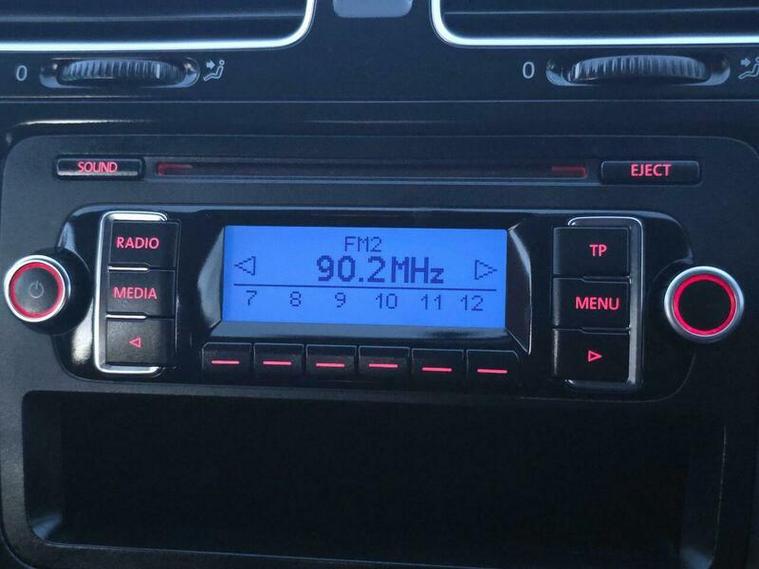 0
0
SOUND
EJECT
RADIO
FM2
TP
90.2MHz
MEDIA
MENU
7 8 9 10 11 12